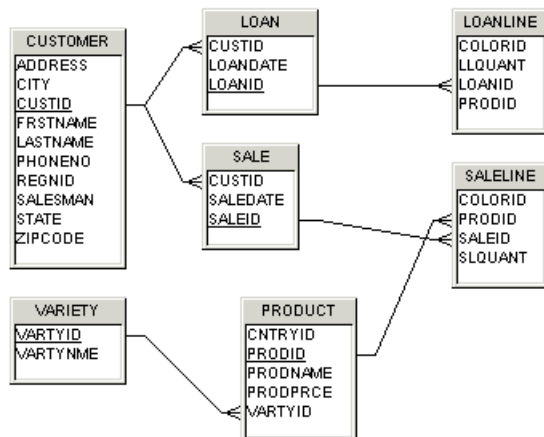 CUSTOMER
ADDRESS
CITY
CUSTID
FRSTNAME
LASTNAME
PHONENO
REGNID
SALESMAN
STATE
ZIPCODE
LOAN
CUSTID
LOANDATE
LOANID
LOANLINE
COLORID
LLQUANT
LOANID
PRODID
SALE
CUSTID
SALEDATE
SALEID
SALELINE
COLORID
PRODID
SALEID
SLQUANT
VARIETY
VARTYID
VARTYNME
PRODUCT
CNTRYID
PRODID
PRODNAME
PRODPRCE
VARTYID